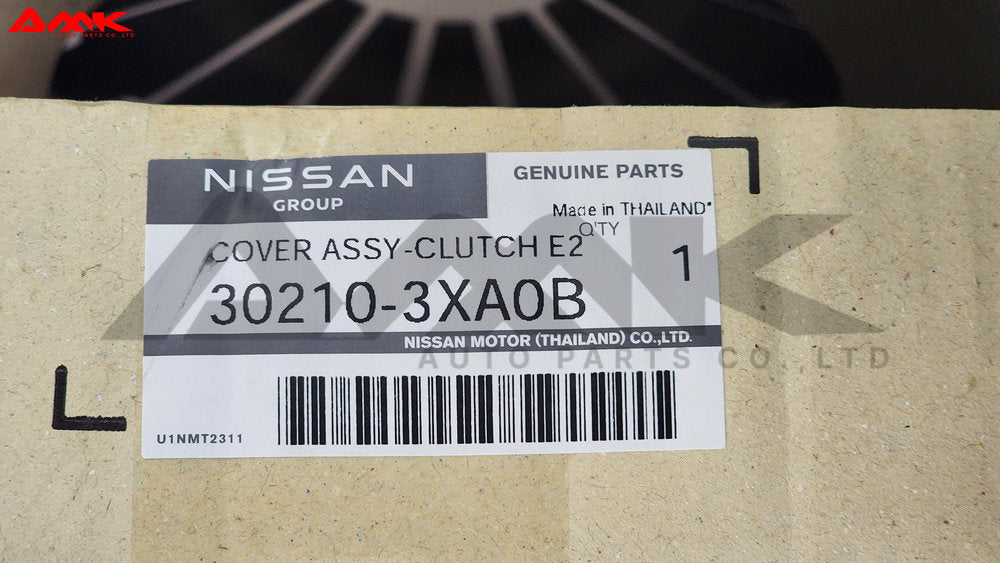 AMK
AUTO PARTS CO.,LTD
NISSAN
GROUP
GENUINE PARTS
Made in THAILAND
Q'TY
COVER ASSY-CLUTCH E2
1
30210-3XA0B
NISSAN MOTOR (THAILAND) CO.,LTD.
AMK
AUTO PARTS CO.,LTD
U1NMT2311